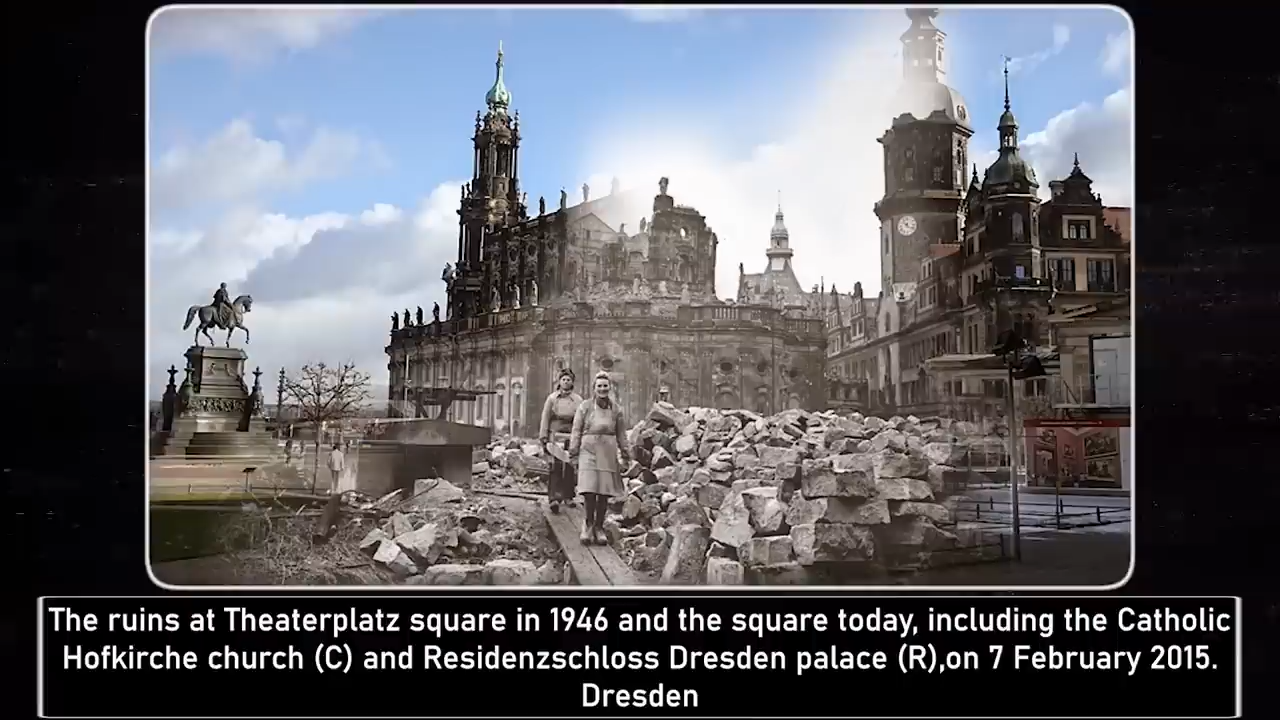 The ruins at Theaterplatz square in 1946 and the square today, including the Catholic
Hofkirche church (C) and Residenzschloss Dresden palace (R),on 7 February 2015.
Dresden